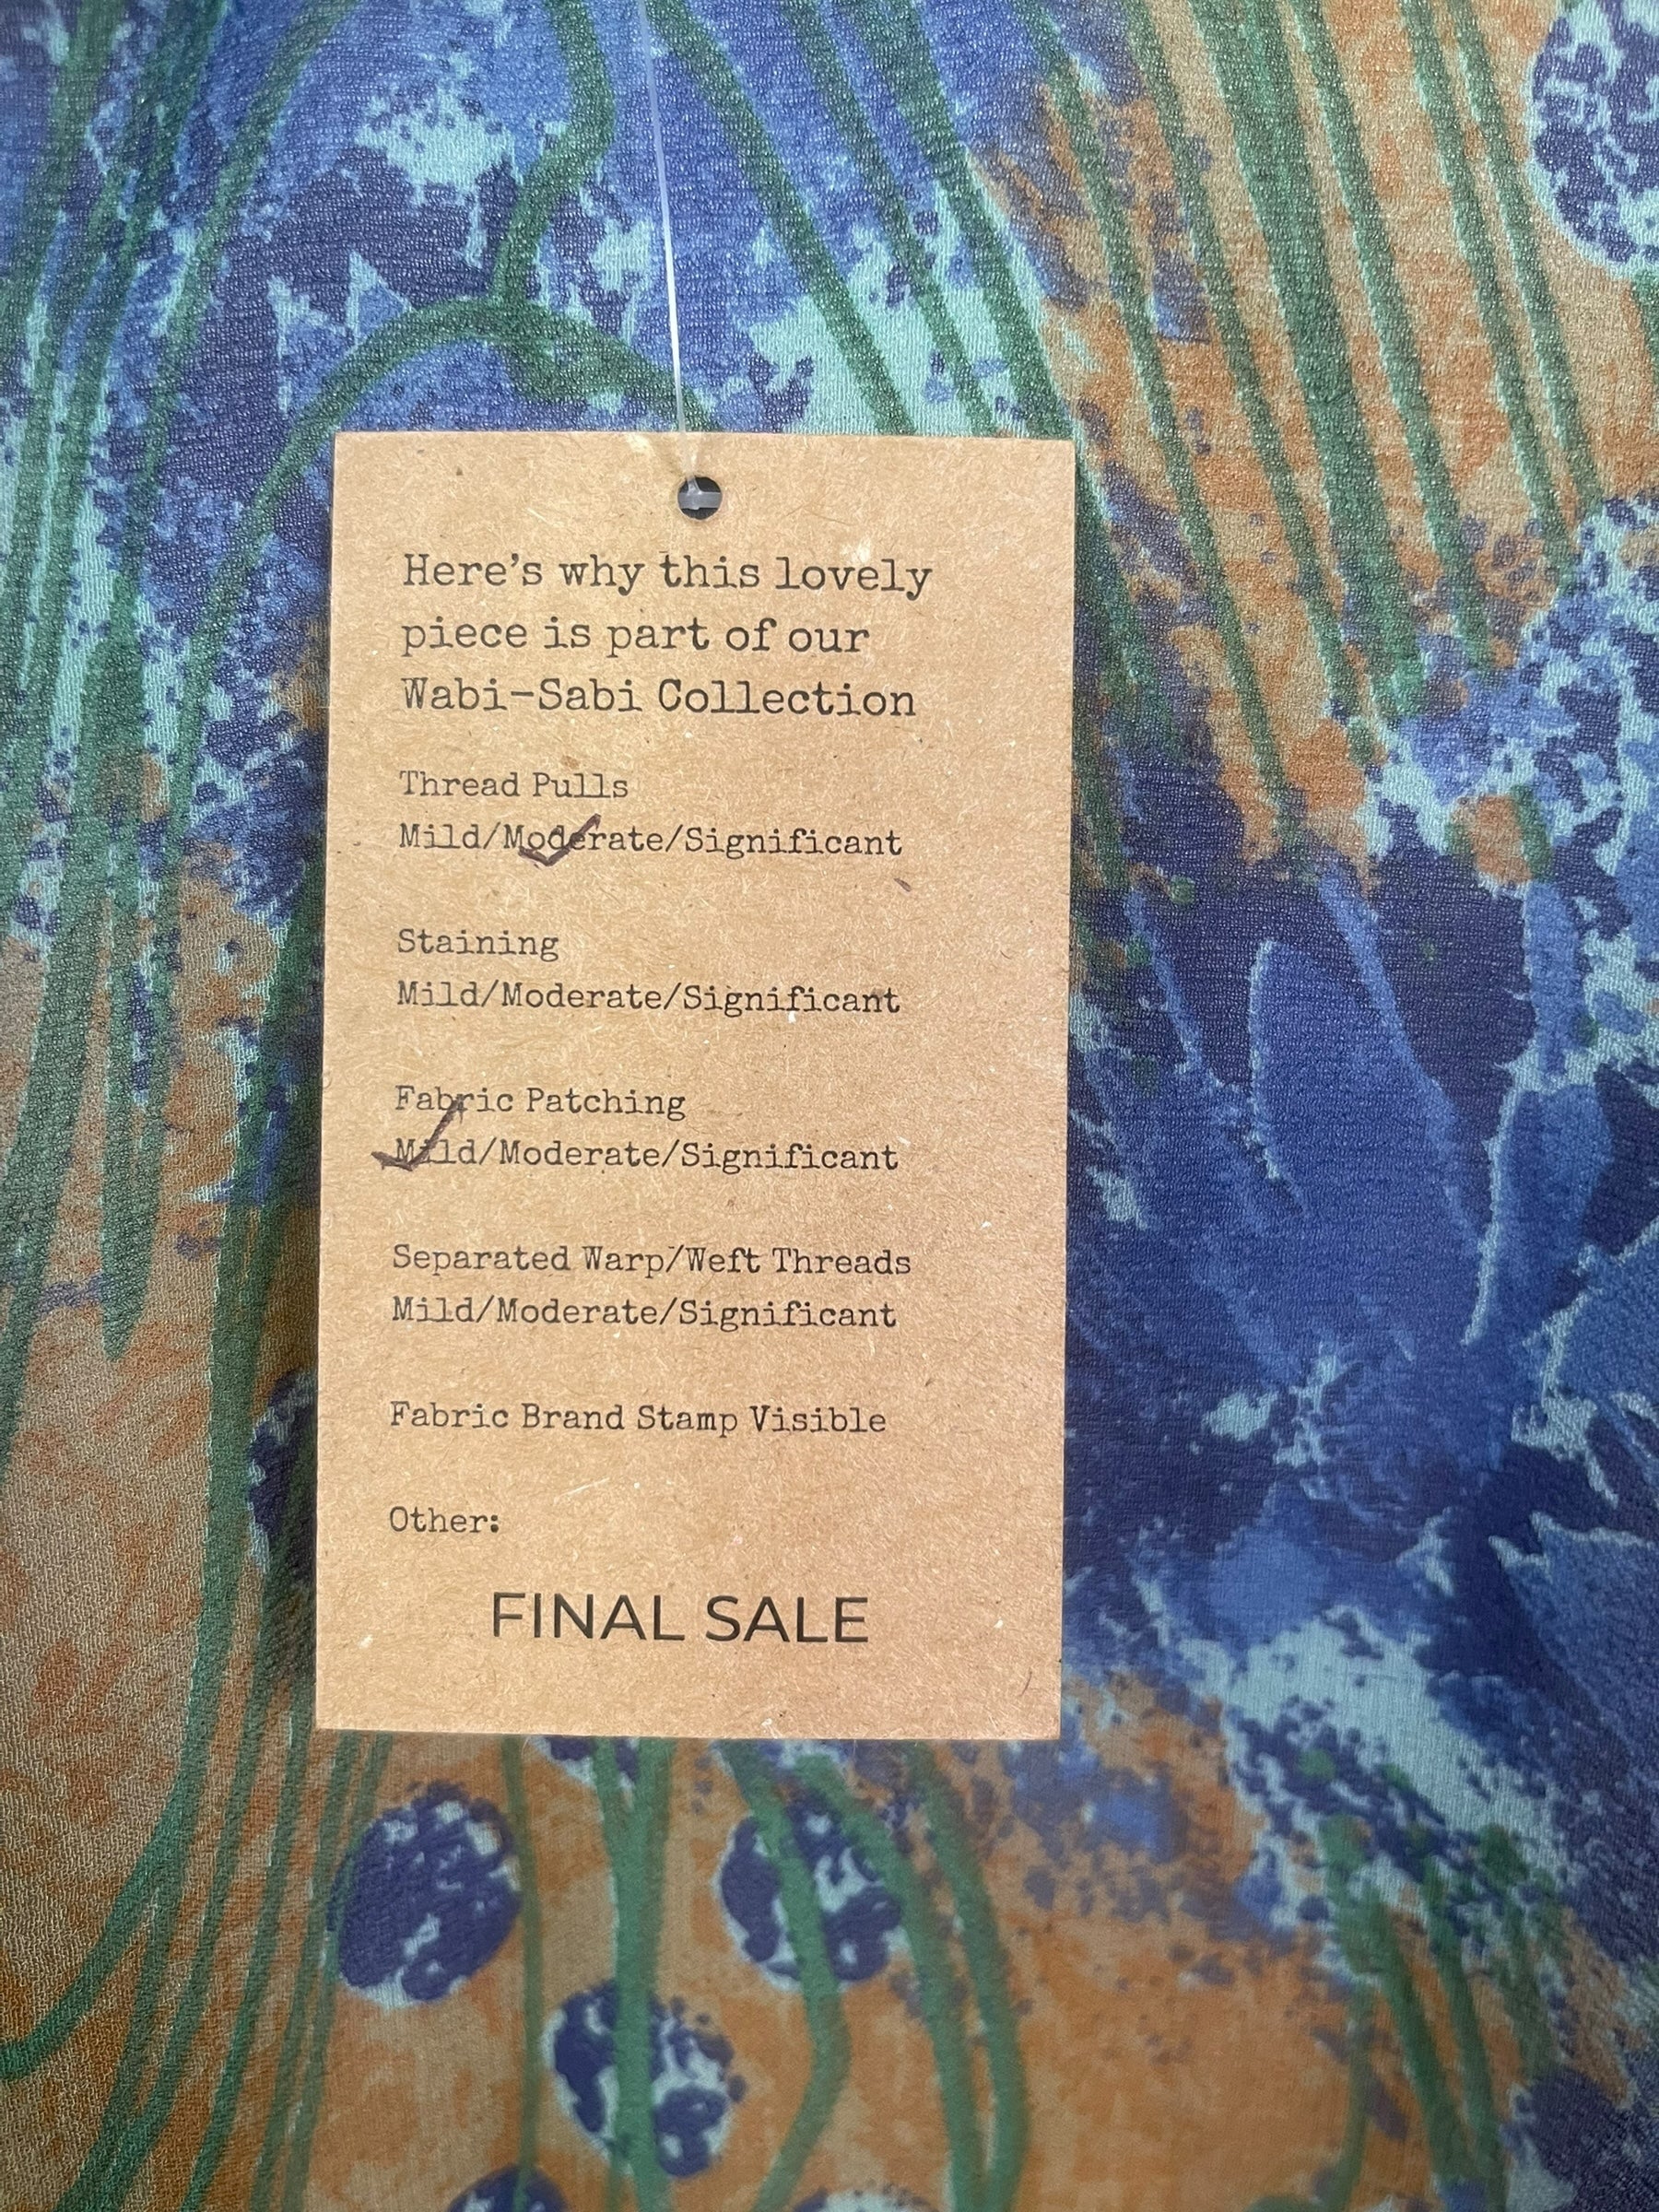 Here's why this lovely
piece is part of our
Wabi-Sabi Collection
Thread Pulls
Mild/Moderate/Significant
Staining
Mild/Moderate/Significant
Fabric Patching
Mild/Moderate/Significant
Separated Warp/Weft Threads
Mild/Moderate/Significant
Fabric Brand Stamp Visible
Other:
FINAL SALE